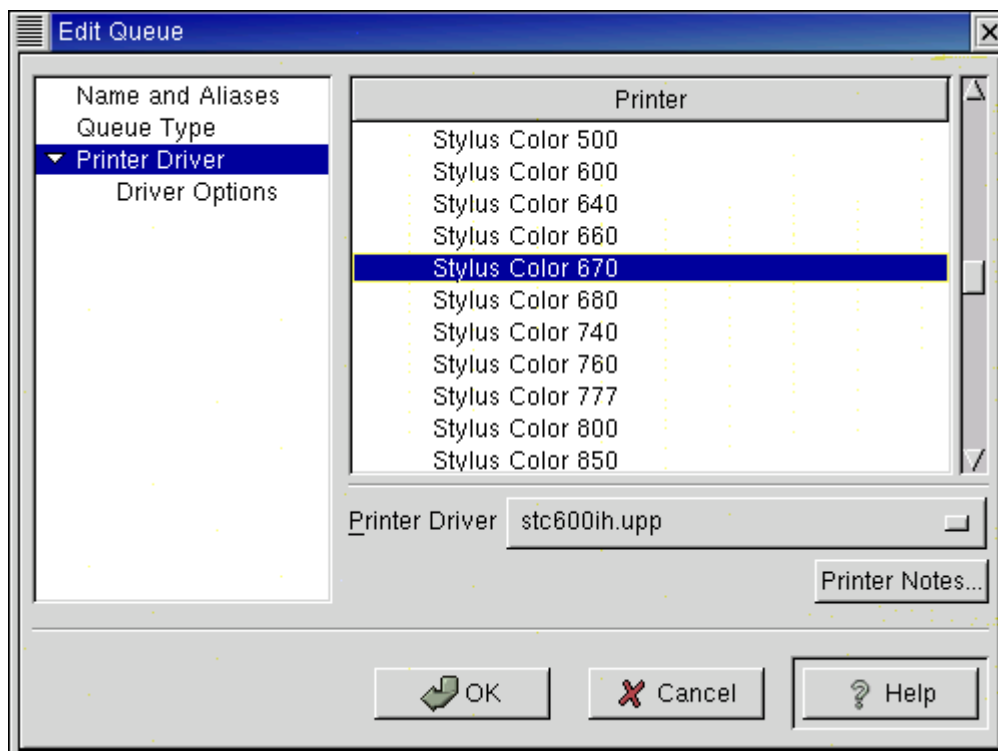 Edit Queue
Name and Aliases
Queue Type
Printer Driver
Driver Options
Printer
Stylus Color 500
Stylus Color 600
Stylus Color 640
Stylus Color 660
Stylus Color 670
Stylus Color 680
Stylus Color 740
Stylus Color 760
Stylus Color 777
Stylus Color 800
Stylus Color 850
Printer Driver stc600ih.upp
Printer Notes...
OK Cancel Help